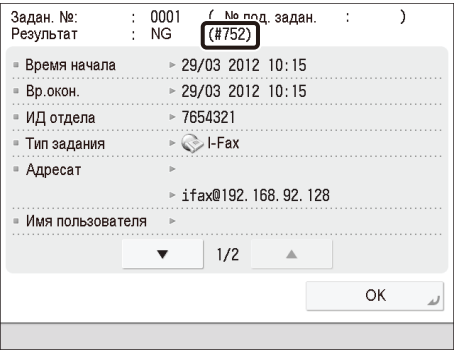 Задан. №: : 0001 ( № под. задан. : )
Результат : NG (#752)
Время начала 29/03 2012 10:15
Вр.окон. 29/03 2012 10:15
ИД отдела 7654321
Тип задания I-Fax
Адресат
ifax@192.168.92.128
Имя пользователя
1/2
OK